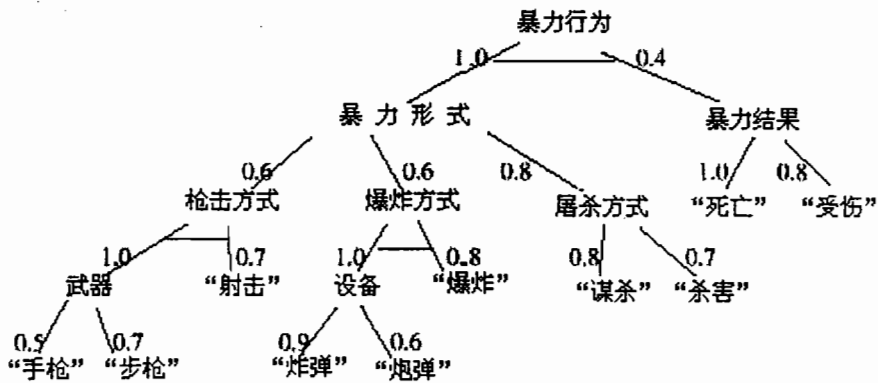 暴力行为
1.0 0.4
暴力形式 暴力结果
0.6 0.6 0.8 1.0 0.8
枪击方式 爆炸方式 屠杀方式 “死亡” “受伤”
1.0 0.7 1.0 0.8 0.8 0.7
武器 “射击” 设备 “爆炸” “谋杀” “杀害”
0.5 0.7 0.9 0.6
“手枪” “步枪” “炸弹” “炮弹”